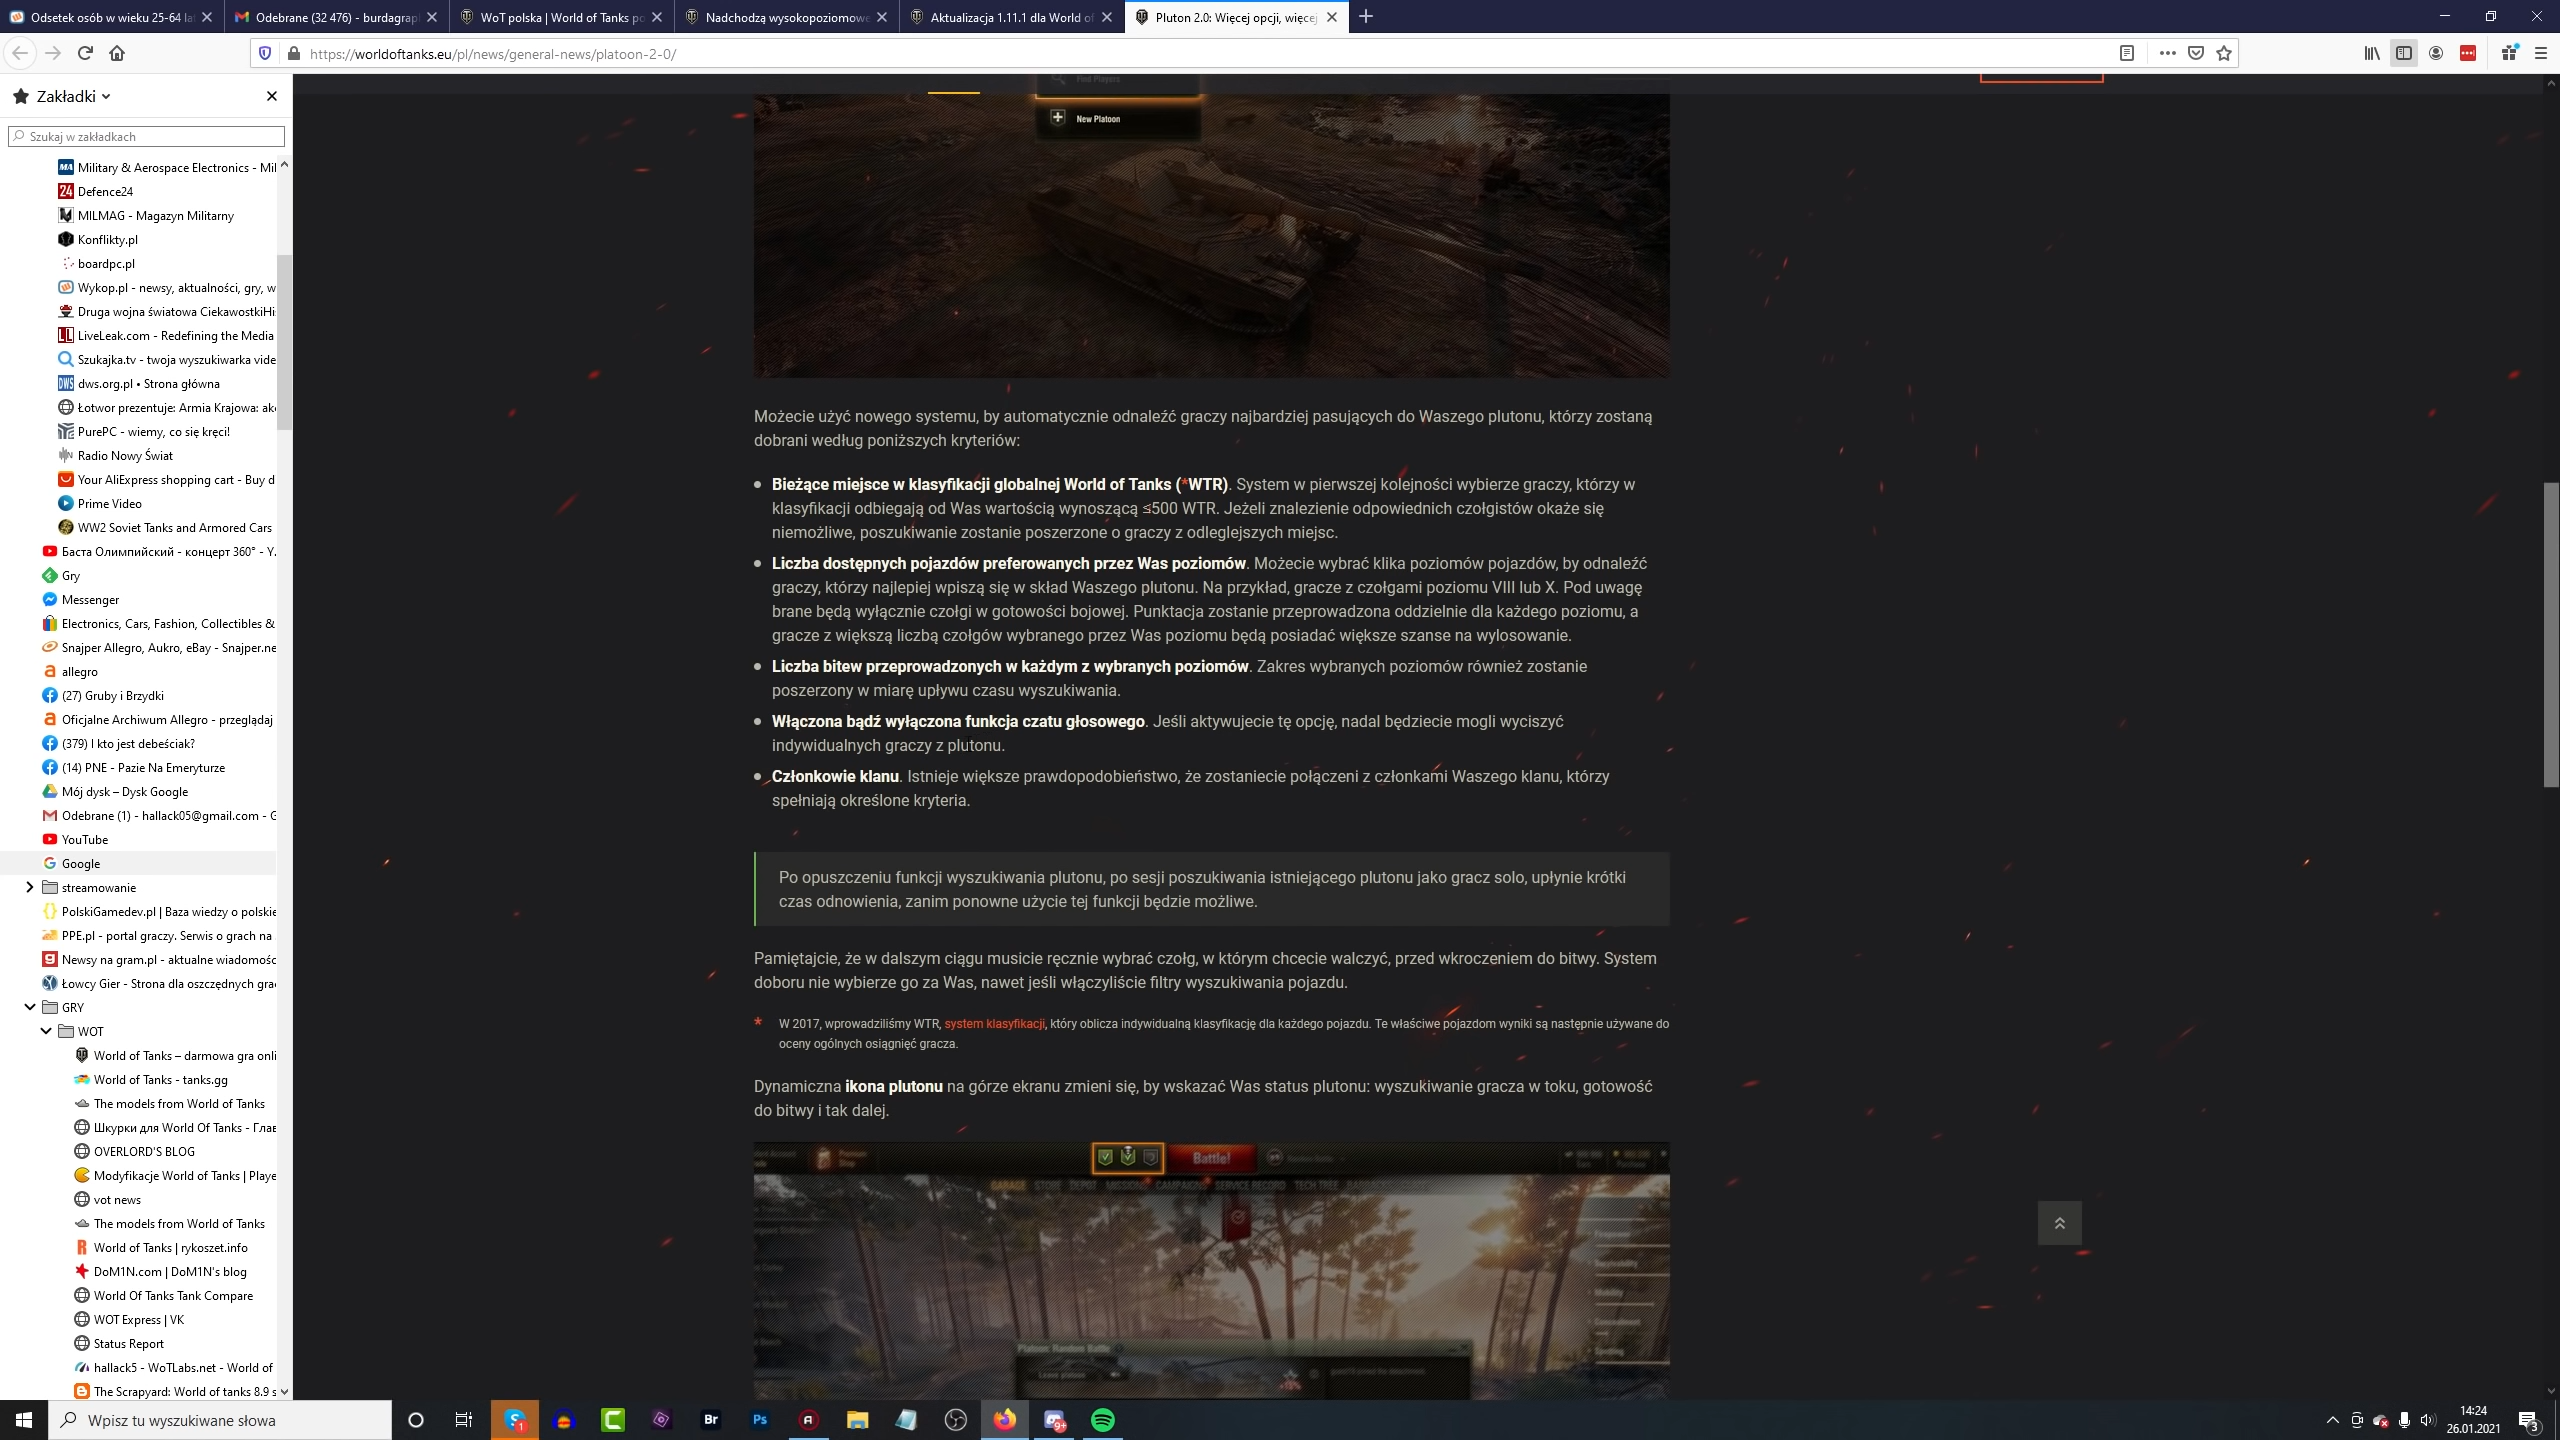 Odsetek osób w wieku 25-64 lat
Odebrane (32 476) - burdagrap
WoT polska | World of Tanks po
Nadchodzą wysokopoziomowe
Aktualizacja 1.11.1 dla World of
Pluton 2.0: Więcej opcji, więcej
https://worldoftanks.eu/pl/news/general-news/platoon-2-0/
Zakładki
Szukaj w zakładkach
Military & Aerospace Electronics - Mil
Defence24
MILMAG - Magazyn Militarny
Konflikty.pl
boardpc.pl
Wykop.pl - newsy, aktualności, gry, w
Druga wojna światowa CiekawostkiHi
LiveLeak.com - Redefining the Media
Szukajka.tv - twoja wyszukiwarka vide
dws.org.pl • Strona główna
Łotwor prezentuje: Armia Krajowa: ak
PurePC - wiemy, co się kręci!
Radio Nowy Świat
Your AliExpress shopping cart - Buy d
Prime Video
WW2 Soviet Tanks and Armored Cars
Баста Олимпийский - концерт 360° - Y
Gry
Messenger
Electronics, Cars, Fashion, Collectibles &
Snajper Allegro, Aukro, eBay - Snajper.ne
allegro
(27) Gruby i Brzydki
Oficjalne Archiwum Allegro - przeglądaj
(379) I kto jest debeściak?
(14) PNE - Pazie Na Emeryturze
Mój dysk – Dysk Google
Odebrane (1) - hallack05@gmail.com - G
YouTube
Google
streamowanie
PolskiGamedev.pl | Baza wiedzy o polskie
PPE.pl - portal graczy. Serwis o grach na
Newsy na gram.pl - aktualne wiadomośc
Łowcy Gier - Strona dla oszczędnych gra
GRY
WOT
World of Tanks – darmowa gra onli
World of Tanks - tanks.gg
The models from World of Tanks
Шкурки для World Of Tanks - Глав
OVERLORD'S BLOG
Modyfikacje World of Tanks | Playe
vot news
The models from World of Tanks
World of Tanks | rykoszet.info
DoM1N.com | DoM1N's blog
World Of Tanks Tank Compare
WOT Express | VK
Status Report
hallack5 - WoTLabs.net - World of
The Scrapyard: World of tanks 8.9 s
Find Players
New Platoon
Możecie użyć nowego systemu, by automatycznie odnaleźć graczy najbardziej pasujących do Waszego plutonu, którzy zostaną
dobrani według poniższych kryteriów:
• Bieżące miejsce w klasyfikacji globalnej World of Tanks (*WTR). System w pierwszej kolejności wybierze graczy, którzy w
klasyfikacji odbiegają od Was wartością wynoszącą ≤500 WTR. Jeżeli znalezienie odpowiednich czołgistów okaże się
niemożliwe, poszukiwanie zostanie poszerzone o graczy z odleglejszych miejsc.
• Liczba dostępnych pojazdów preferowanych przez Was poziomów. Możecie wybrać klika poziomów pojazdów, by odnaleźć
graczy, którzy najlepiej wpiszą się w skład Waszego plutonu. Na przykład, gracze z czołgami poziomu VIII lub X. Pod uwagę
brane będą wyłącznie czołgi w gotowości bojowej. Punktacja zostanie przeprowadzona oddzielnie dla każdego poziomu, a
gracze z większą liczbą czołgów wybranego przez Was poziomu będą posiadać większe szanse na wylosowanie.
• Liczba bitew przeprowadzonych w każdym z wybranych poziomów. Zakres wybranych poziomów również zostanie
poszerzony w miarę upływu czasu wyszukiwania.
• Włączona bądź wyłączona funkcja czatu głosowego. Jeśli aktywujecie tę opcję, nadal będziecie mogli wyciszyć
indywidualnych graczy z plutonu.
• Członkowie klanu. Istnieje większe prawdopodobieństwo, że zostaniecie połączeni z członkami Waszego klanu, którzy
spełniają określone kryteria.
Po opuszczeniu funkcji wyszukiwania plutonu, po sesji poszukiwania istniejącego plutonu jako gracz solo, upłynie krótki
czas odnowienia, zanim ponowne użycie tej funkcji będzie możliwe.
Pamiętajcie, że w dalszym ciągu musicie ręcznie wybrać czołg, w którym chcecie walczyć, przed wkroczeniem do bitwy. System
doboru nie wybierze go za Was, nawet jeśli włączyliście filtry wyszukiwania pojazdu.
* W 2017, wprowadziliśmy WTR, system klasyfikacji, który oblicza indywidualną klasyfikację dla każdego pojazdu. Te właściwe pojazdom wyniki są następnie używane do
oceny ogólnych osiągnięć gracza.
Dynamiczna ikona plutonu na górze ekranu zmieni się, by wskazać Was status plutonu: wyszukiwanie gracza w toku, gotowość
do bitwy i tak dalej.
Battle!
GARAGE STORE DEPOT MISSIONS CAMPAIGNS SERVICE RECORD TECH TREE
Platoon: Random Battle
Leave platoon
Wpisz tu wyszukiwane słowa
Br
Ps
14:24
26.01.2021